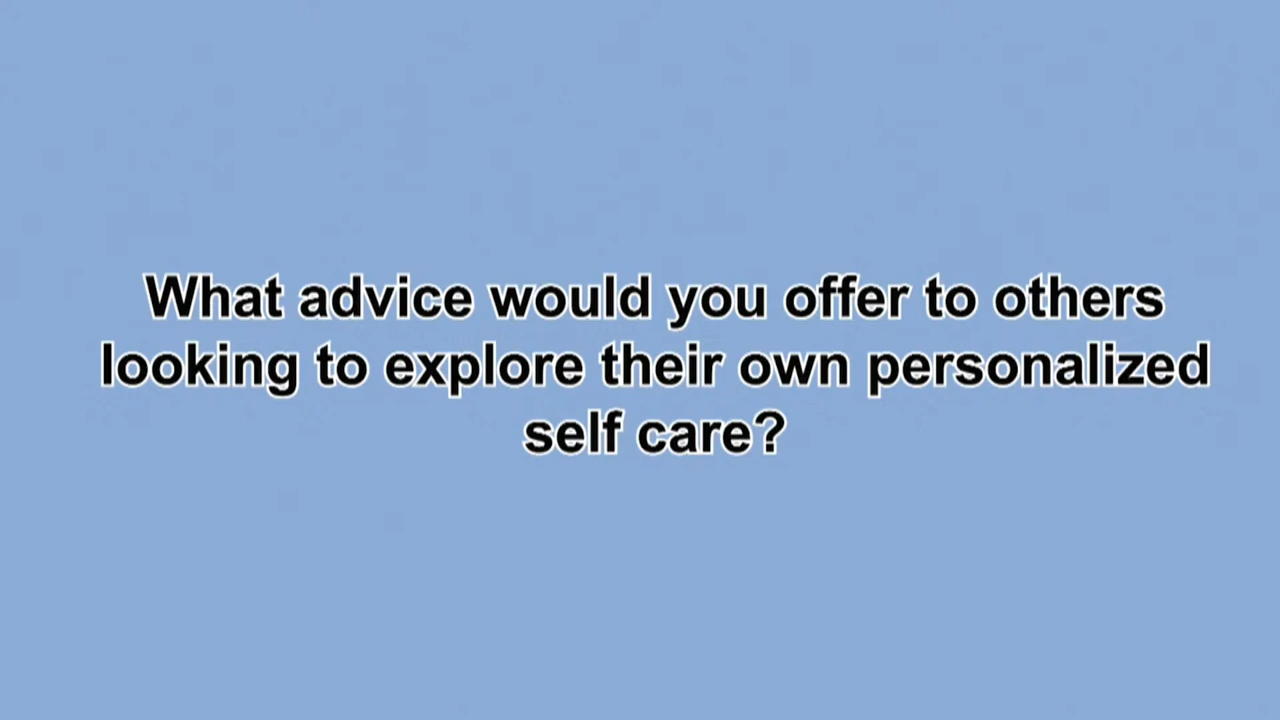 What advice would you offer to others
looking to explore their own personalized
self care?